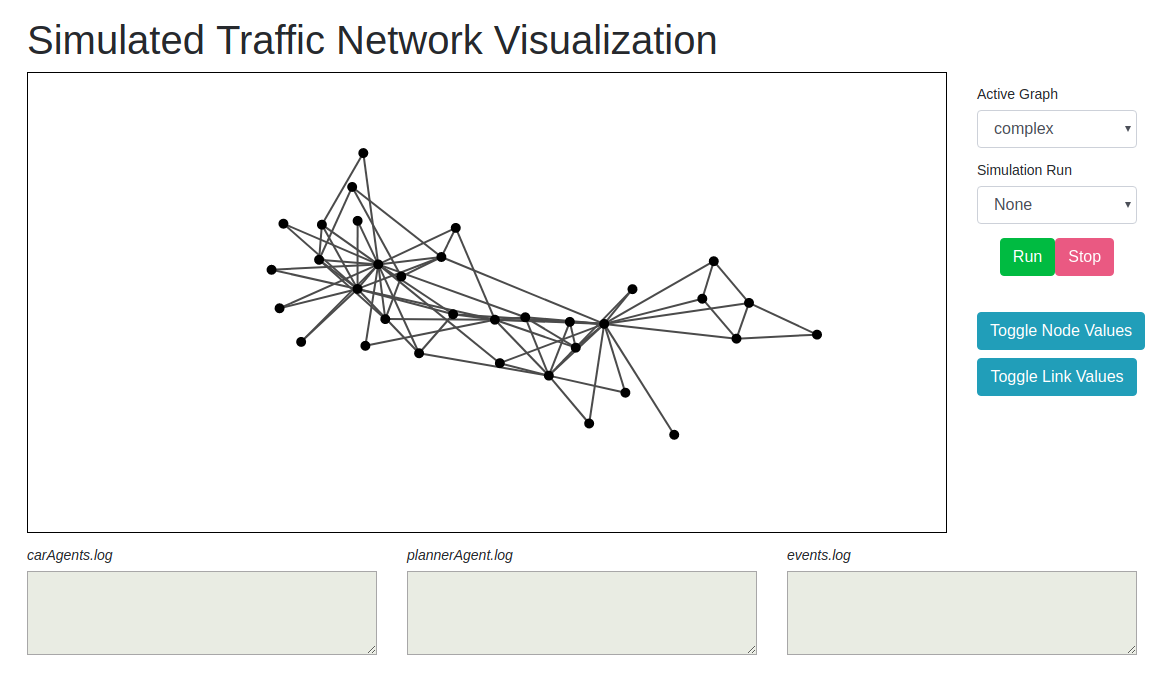 Simulated Traffic Network Visualization
Active Graph
complex
Simulation Run
None
Run Stop
Toggle Node Values
Toggle Link Values
carAgents.log plannerAgent.log events.log